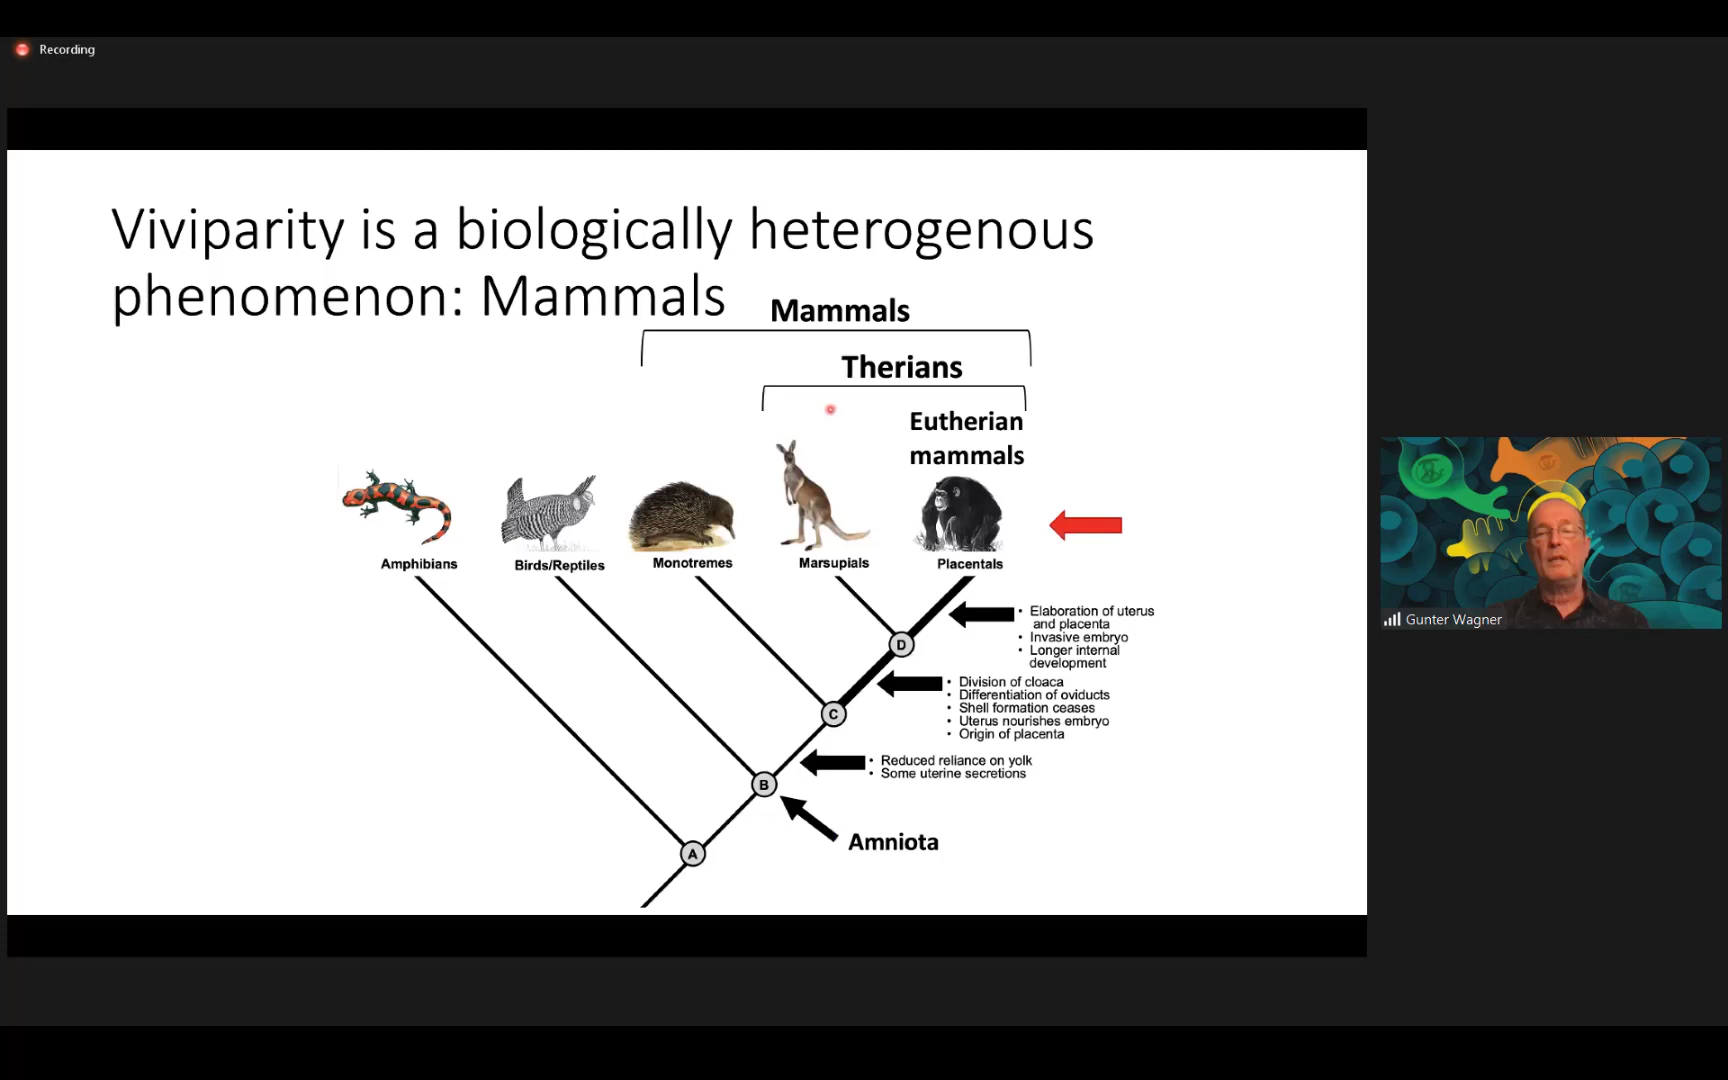 Recording
Viviparity is a biologically heterogenous
phenomenon: Mammals
Mammals
Therians
Eutherian
mammals
Amphibians
Birds/Reptiles
Monotremes
Marsupials
Placentals
• Elaboration of uterus
and placenta
• Invasive embryo
• Longer internal
development
D
• Division of cloaca
• Differentiation of oviducts
• Shell formation ceases
• Uterus nourishes embryo
• Origin of placenta
C
• Reduced reliance on yolk
• Some uterine secretions
B
Amniota
A
Gunter Wagner